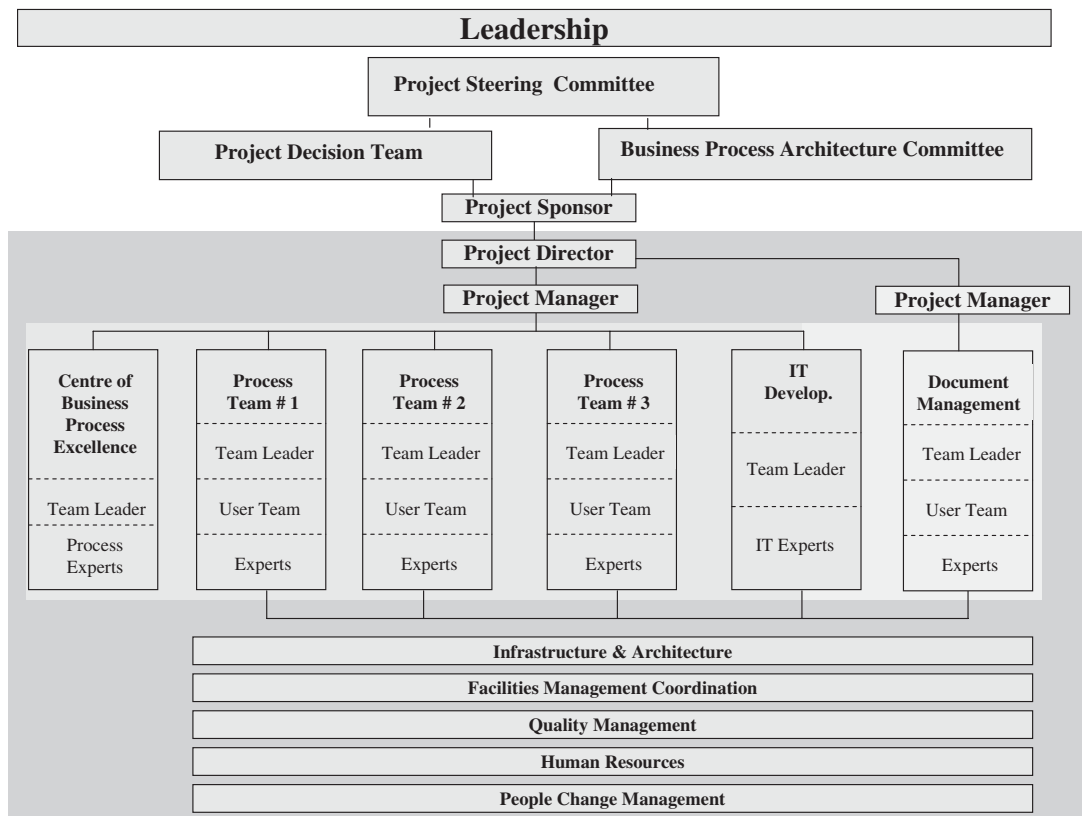 Leadership
Project Steering Committee
Project Decision Team
Business Process Architecture Committee
Project Sponsor
Project Director
Project Manager
Project Manager
Centre of
Business
Process
Excellence
Team Leader
Process
Experts
Process
Team # 1
Team Leader
User Team
Experts
Process
Team # 2
Team Leader
User Team
Experts
Process
Team # 3
Team Leader
User Team
Experts
IT
Develop.
Team Leader
IT Experts
Document
Management
Team Leader
User Team
Experts
Infrastructure & Architecture
Facilities Management Coordination
Quality Management
Human Resources
People Change Management